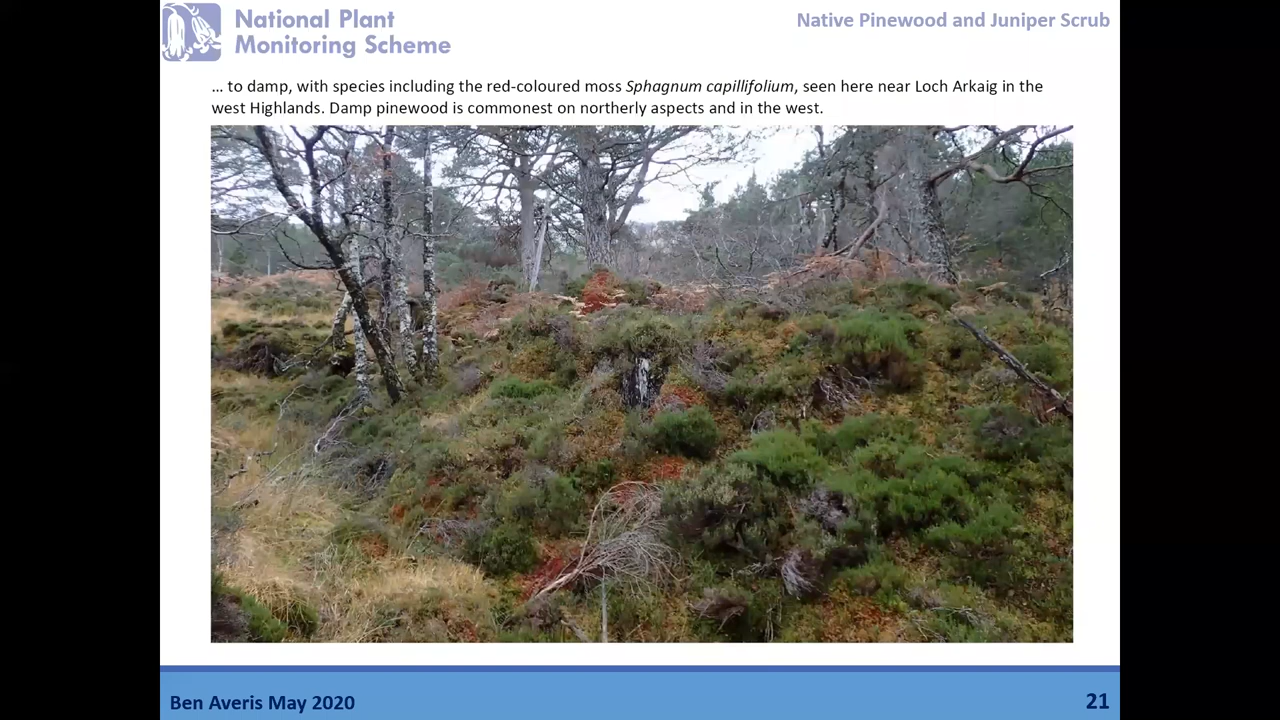 National Plant
Monitoring Scheme
Native Pinewood and Juniper Scrub
... to damp, with species including the red-coloured moss Sphagnum capillifolium, seen here near Loch Arkaig in the
west Highlands. Damp pinewood is commonest on northerly aspects and in the west.
Ben Averis May 2020
21